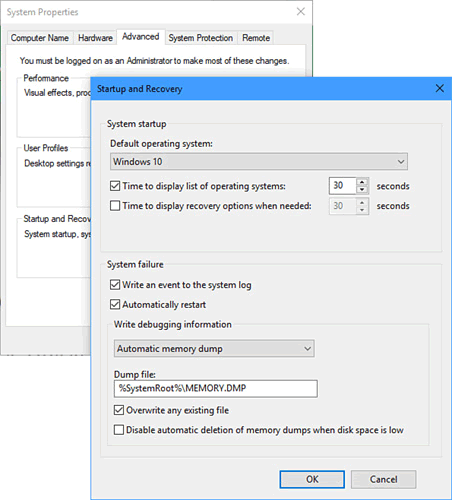 System Properties
Computer Name
Hardware
Advanced
System Protection
Remote
You must be logged on as an Administrator to make most of these changes.
Performance
Visual effects,
User Profiles
Desktop settings
Startup and
System startup,
Startup and Recovery
System startup
Default operating system:
Windows 10
Time to display list of operating systems: 30 seconds
Time to display recovery options when needed: 30 seconds
System failure
Write an event to the system log
Automatically restart
Write debugging information
Automatic memory dump
Dump file:
%SystemRoot%\MEMORY.DMP
Overwrite any existing file
Disable automatic deletion of memory dumps when disk space is low
OK
Cancel